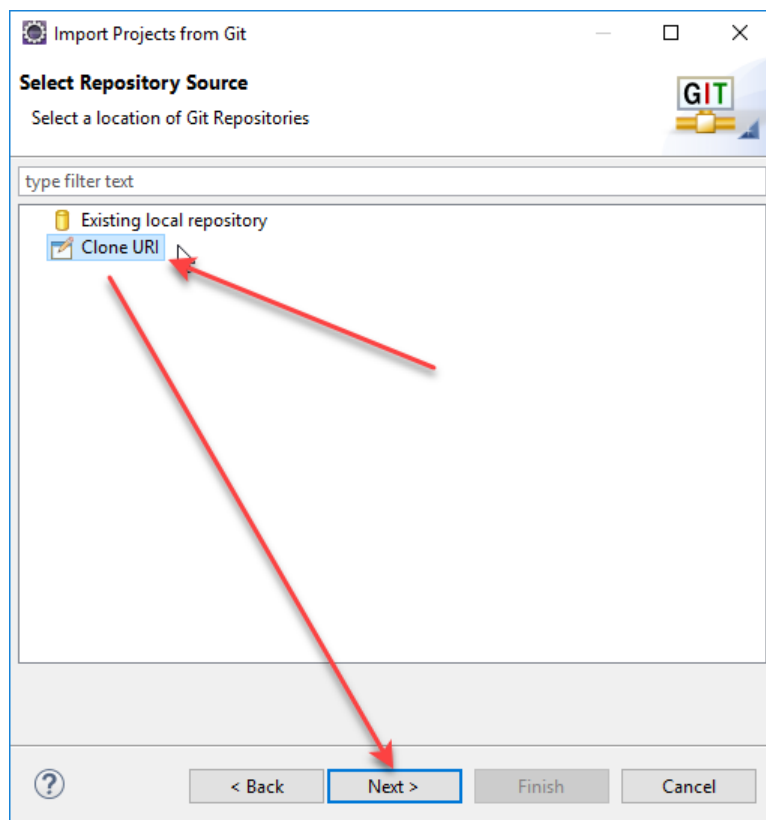 Import Projects from Git
Select Repository Source
Select a location of Git Repositories
GIT
type filter text
Existing local repository
Clone URI
?
< Back
Next >
Finish
Cancel